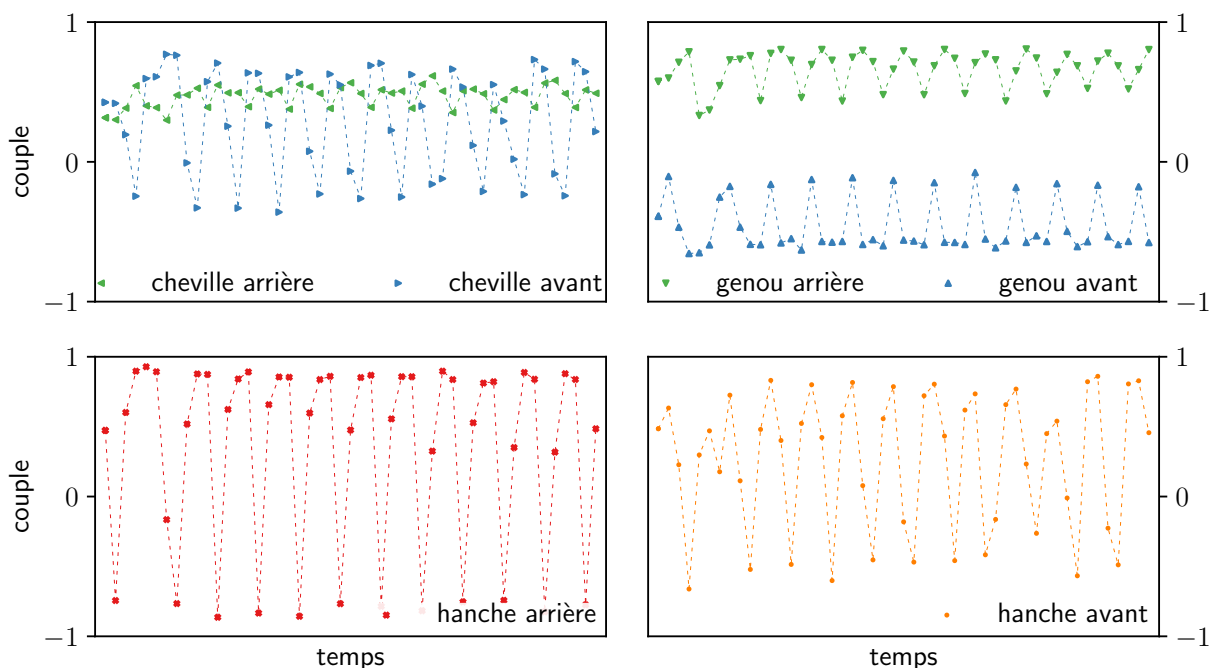 1
1
couple
0
0
cheville arrière cheville avant
genou arrière genou avant
−1
−1
1
1
couple
0
0
hanche arrière
hanche avant
−1
−1
temps
temps